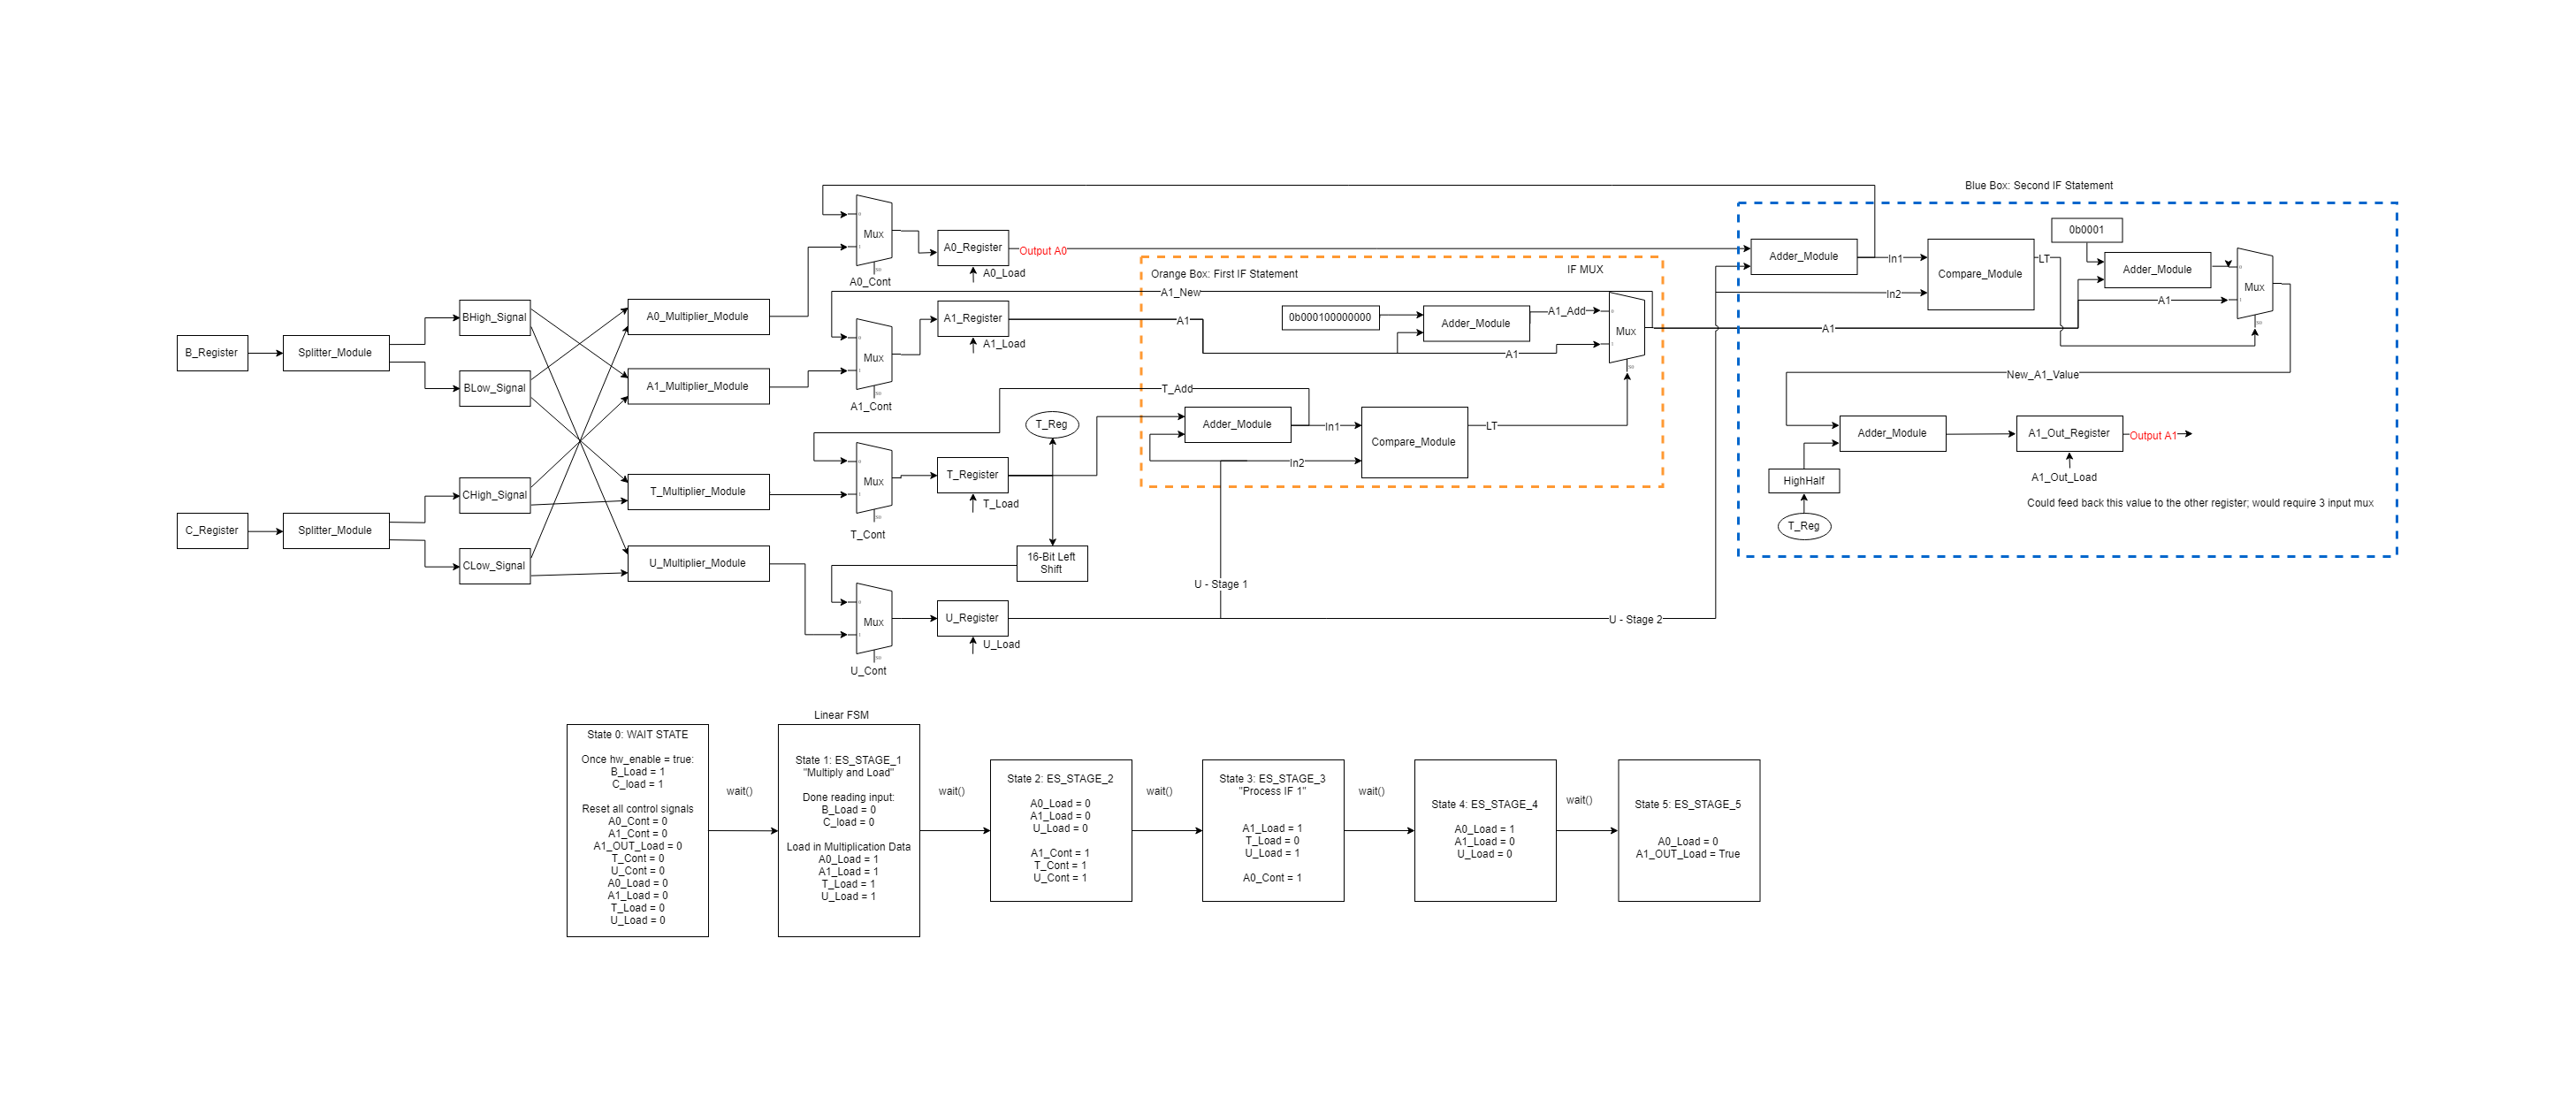 Blue Box: Second IF Statement
0b0001
Mux
A0_Register
Output A0
A0_Load
A0_Cont
Adder_Module
In1
In2
Compare_Module
LT
Adder_Module
Mux
A1
Orange Box: First IF Statement
IF MUX
A1_New
BHigh_Signal
A0_Multiplier_Module
A1_Register
A1_Load
A1
0b000100000000
Adder_Module
A1_Add
Mux
A1
A1
B_Register
Splitter_Module
BLow_Signal
A1_Multiplier_Module
Mux
A1_Cont
New_A1_Value
T_Add
T_Reg
Adder_Module
In1
In2
Compare_Module
LT
Adder_Module
A1_Out_Register
Output A1
A1_Out_Load
HighHalf
T_Reg
Could feed back this value to the other register; would require 3 input mux
C_Register
Splitter_Module
CHigh_Signal
CLow_Signal
T_Multiplier_Module
U_Multiplier_Module
Mux
T_Register
T_Load
T_Cont
16-Bit Left
Shift
U - Stage 1
Mux
U_Register
U_Load
U_Cont
U - Stage 2
Linear FSM
State 0: WAIT STATE
Once hw_enable = true:
B_Load = 1
C_load = 1
Reset all control signals
A0_Cont = 0
A1_Cont = 0
A1_OUT_Load = 0
T_Cont = 0
U_Cont = 0
A0_Load = 0
A1_Load = 0
T_Load = 0
U_Load = 0
wait()
State 1: ES_STAGE_1
"Multiply and Load"
Done reading input:
B_Load = 0
C_load = 0
Load in Multiplication Data
A0_Load = 1
A1_Load = 1
T_Load = 1
U_Load = 1
wait()
State 2: ES_STAGE_2
A0_Load = 0
A1_Load = 0
U_Load = 0
A1_Cont = 1
T_Cont = 1
U_Cont = 1
wait()
State 3: ES_STAGE_3
"Process IF 1"
A1_Load = 1
T_Load = 0
U_Load = 1
A0_Cont = 1
wait()
State 4: ES_STAGE_4
A0_Load = 1
A1_Load = 0
U_Load = 0
wait()
State 5: ES_STAGE_5
A0_Load = 0
A1_OUT_Load = True